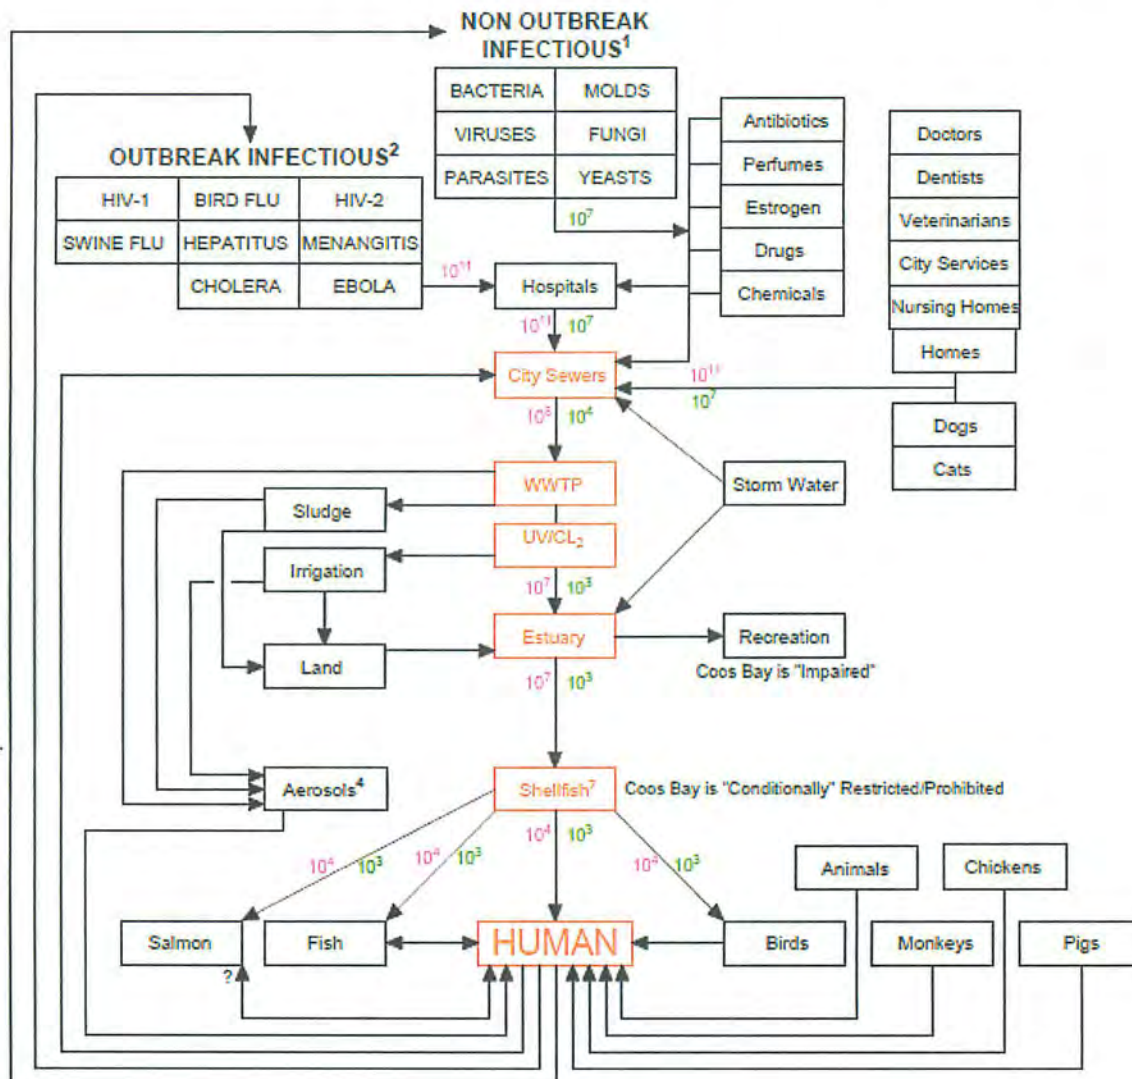 NON OUTBREAK
INFECTIOUS¹
BACTERIA MOLDS
VIRUSES FUNGI
PARASITES YEASTS
10⁷
Antibiotics
Perfumes
Estrogen
Drugs
Chemicals
Doctors
Dentists
Veterinarians
City Services
Nursing Homes
Homes
Dogs
Cats
OUTBREAK INFECTIOUS²
HIV-1 BIRD FLU HIV-2
SWINE FLU HEPATITUS MENANGITIS
CHOLERA EBOLA
10¹¹
Hospitals
10¹¹ 10⁷
City Sewers
10¹¹
10⁷
10⁸ 10⁴
WWTP
Storm Water
Sludge
UV/CL₂
Irrigation
10⁷ 10³
Estuary
Recreation
Coos Bay is "Impaired"
Land
10⁷ 10³
Aerosols⁴
Shellfish⁷
Coos Bay is "Conditionally" Restricted/Prohibited
10⁴ 10³
10⁴ 10³
10⁴ 10³
10⁴ 10³
Animals
Chickens
Salmon
?
Fish
HUMAN
Birds
Monkeys
Pigs